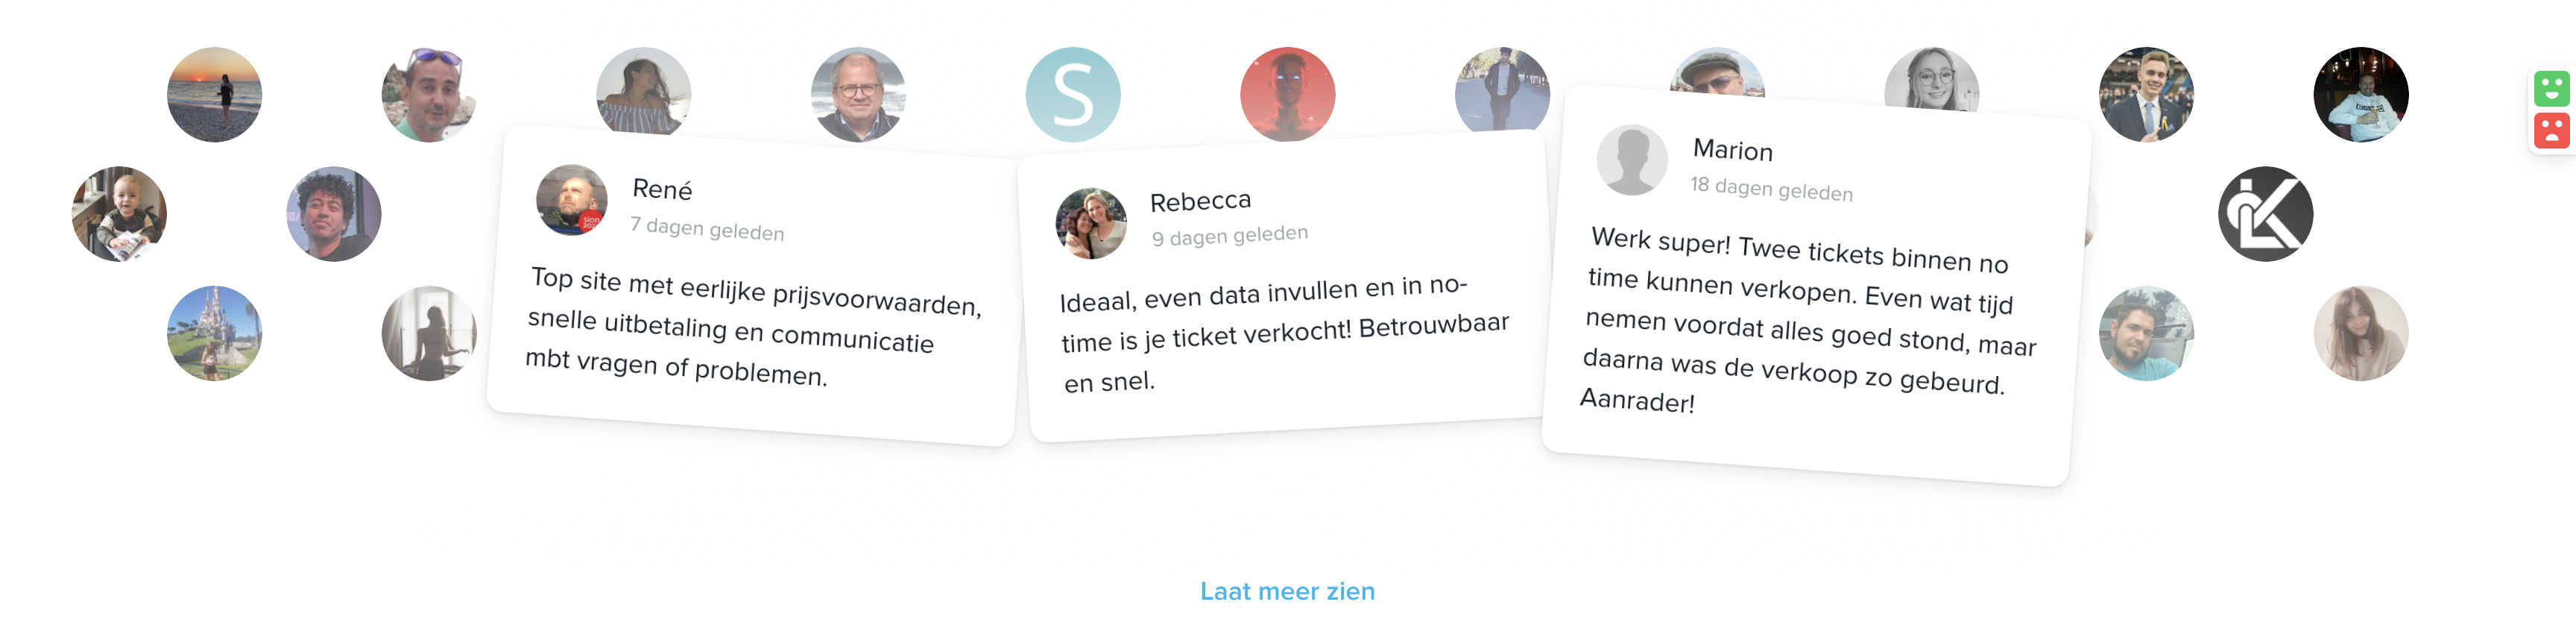 S
René
7 dagen geleden
Top site met eerlijke prijsvoorwaarden,
snelle uitbetaling en communicatie
mbt vragen of problemen.
Rebecca
9 dagen geleden
Ideaal, even data invullen en in no-
time is je ticket verkocht! Betrouwbaar
en snel.
Marion
18 dagen geleden
Werk super! Twee tickets binnen no
time kunnen verkopen. Even wat tijd
nemen voordat alles goed stond, maar
daarna was de verkoop zo gebeurd.
Aanrader!
Laat meer zien